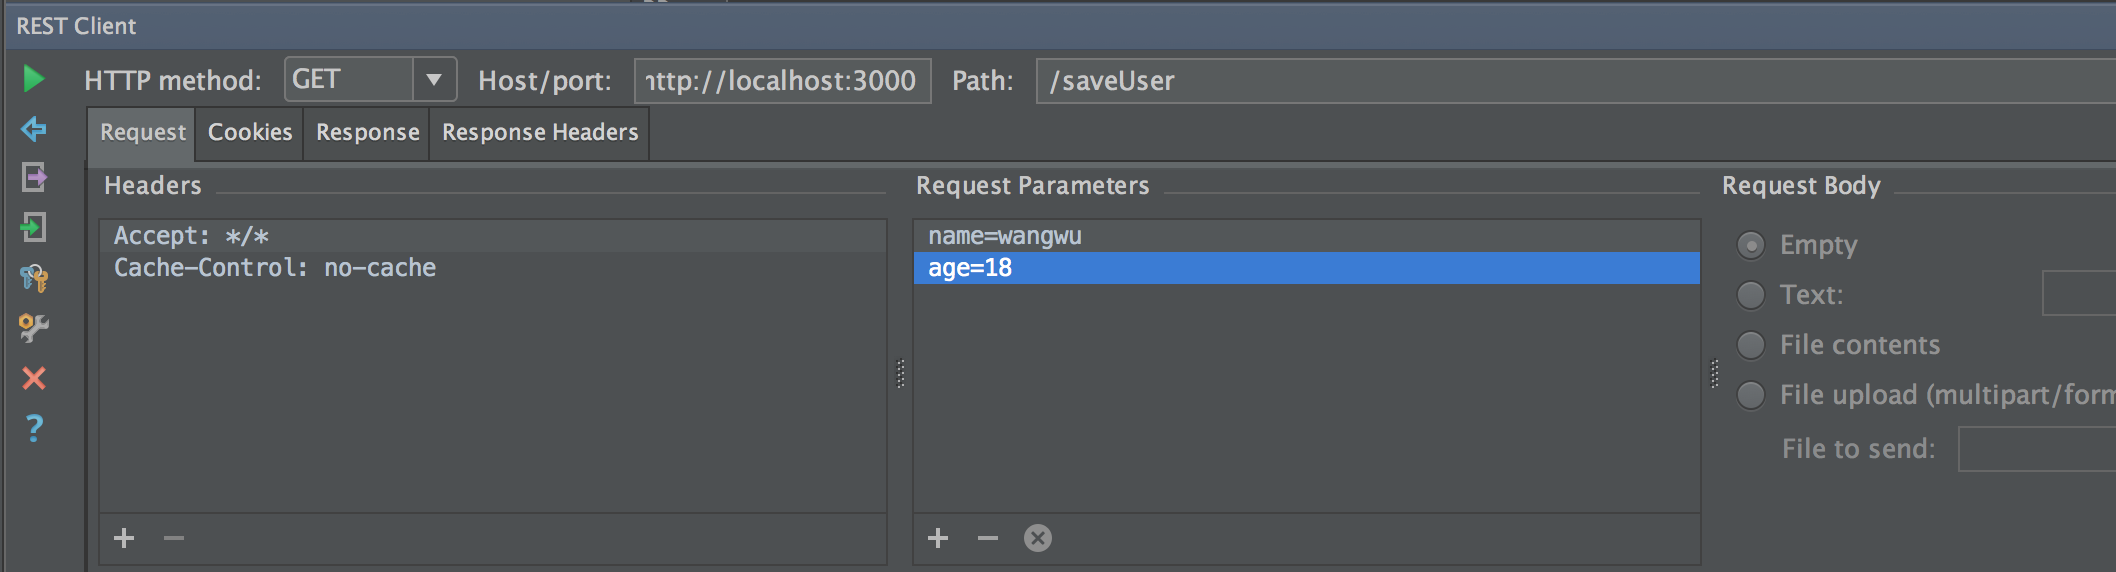 REST Client
HTTP method: GET Host/port: http://localhost:3000 Path: /saveUser
Request Cookies Response Response Headers
Headers Request Parameters Request Body
Accept: */* name=wangwu Empty
Cache-Control: no-cache age=18 Text:
File contents
File upload (multipart/form
File to send: